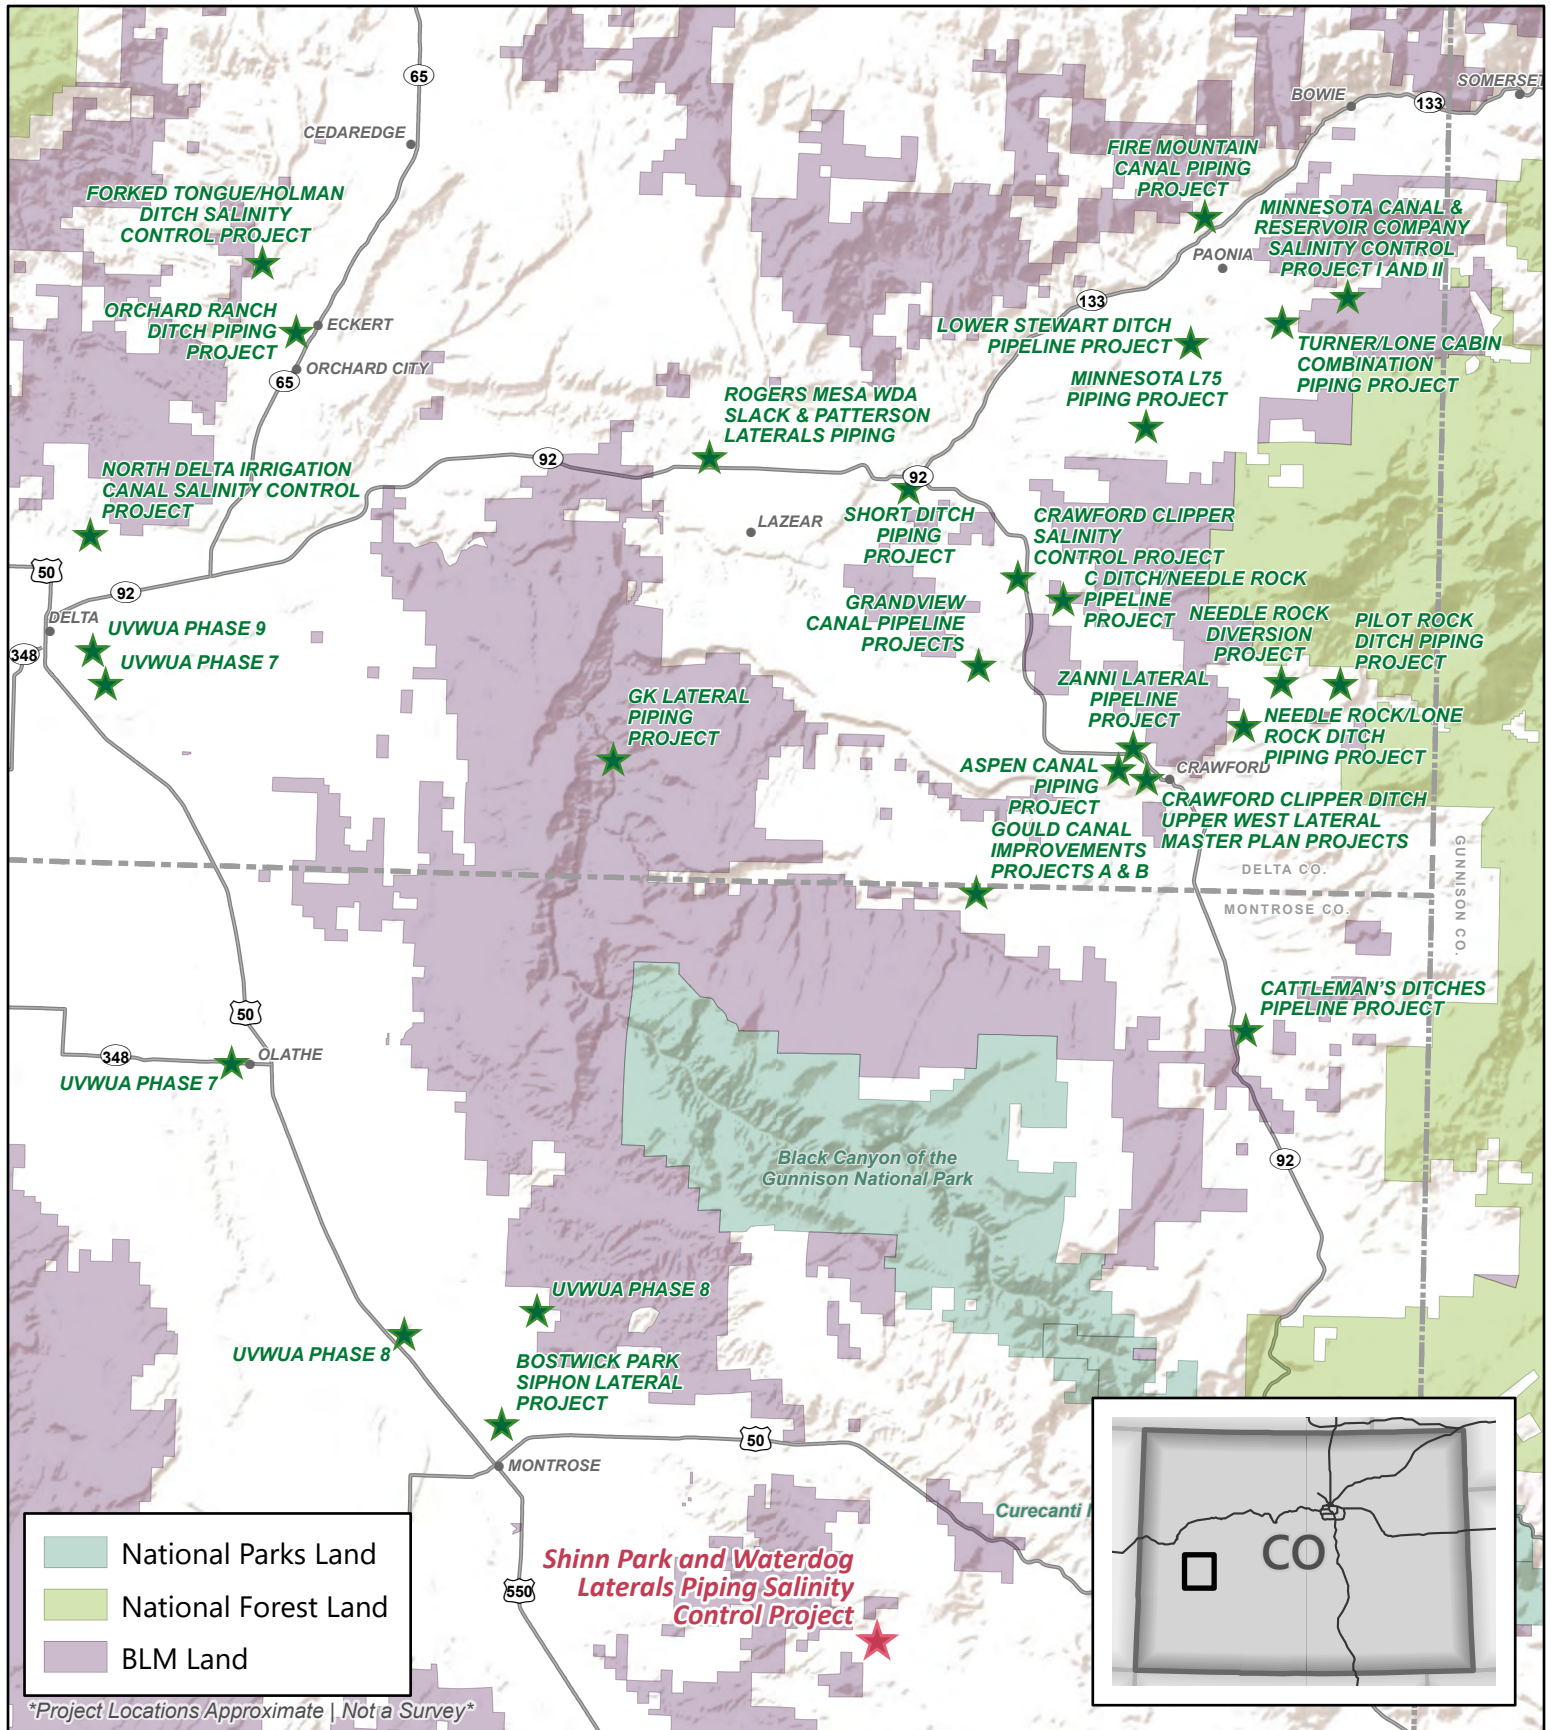 65
BOWIE
133
SOMERSET
CEDAREDGE
FIRE MOUNTAIN
CANAL PIPING
PROJECT
FORKED TONGUE/HOLMAN
DITCH SALINITY
CONTROL PROJECT
MINNESOTA CANAL &
RESERVOIR COMPANY
SALINITY CONTROL
PROJECT I AND II
PAONIA
133
ORCHARD RANCH
DITCH PIPING
PROJECT
ECKERT
ORCHARD CITY
65
LOWER STEWART DITCH
PIPELINE PROJECT
TURNER/LONE CABIN
COMBINATION
PIPING PROJECT
MINNESOTA L75
PIPING PROJECT
ROGERS MESA WDA
SLACK & PATTERSON
LATERALS PIPING
92
92
NORTH DELTA IRRIGATION
CANAL SALINITY CONTROL
PROJECT
LAZEAR
SHORT DITCH
PIPING
PROJECT
CRAWFORD CLIPPER
SALINITY
CONTROL PROJECT
50
92
C DITCH/NEEDLE ROCK
PIPELINE
PROJECT
GRANDVIEW
CANAL PIPELINE
PROJECTS
NEEDLE ROCK
DIVERSION
PROJECT
PILOT ROCK
DITCH PIPING
PROJECT
DELTA
348
UVWUA PHASE 9
UVWUA PHASE 7
GK LATERAL
PIPING
PROJECT
ZANNI LATERAL
PIPELINE
PROJECT
NEEDLE ROCK/LONE
ROCK DITCH
PIPING PROJECT
ASPEN CANAL
PIPING
PROJECT
CRAWFORD
CRAWFORD CLIPPER DITCH
UPPER WEST LATERAL
MASTER PLAN PROJECTS
GOULD CANAL
IMPROVEMENTS
PROJECTS A & B
DELTA CO.
MONTROSE CO.
GUNNISON CO.
CATTLEMAN'S DITCHES
PIPELINE PROJECT
50
348
OLATHE
UVWUA PHASE 7
Black Canyon of the
Gunnison National Park
92
UVWUA PHASE 8
UVWUA PHASE 8
BOSTWICK PARK
SIPHON LATERAL
PROJECT
50
MONTROSE
Curecanti
550
Shinn Park and Waterdog
Laterals Piping Salinity
Control Project
CO
National Parks Land
National Forest Land
BLM Land
*Project Locations Approximate | Not a Survey*